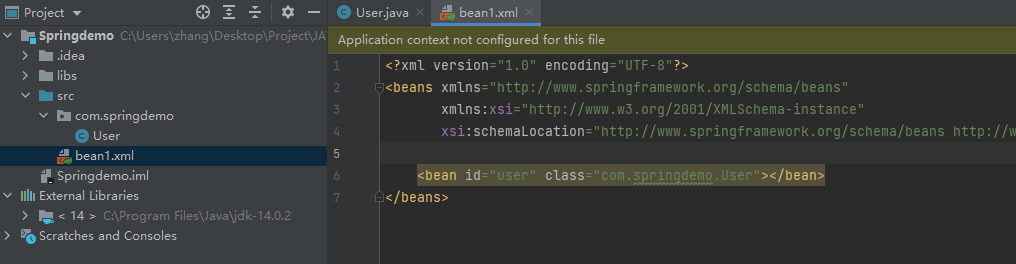 Project
User.java
bean1.xml
Springdemo C:\Users\zhang\Desktop\Project\JA
.idea
libs
src
com.springdemo
User
bean1.xml
Springdemo.iml
External Libraries
< 14 > C:\Program Files\Java\jdk-14.0.2
Scratches and Consoles
Application context not configured for this file
1 <?xml version="1.0" encoding="UTF-8"?>
2 <beans xmlns="http://www.springframework.org/schema/beans"
3 xmlns:xsi="http://www.w3.org/2001/XMLSchema-instance"
4 xsi:schemaLocation="http://www.springframework.org/schema/beans http://w
5
6 <bean id="user" class="com.springdemo.User"></bean>
7 </beans>